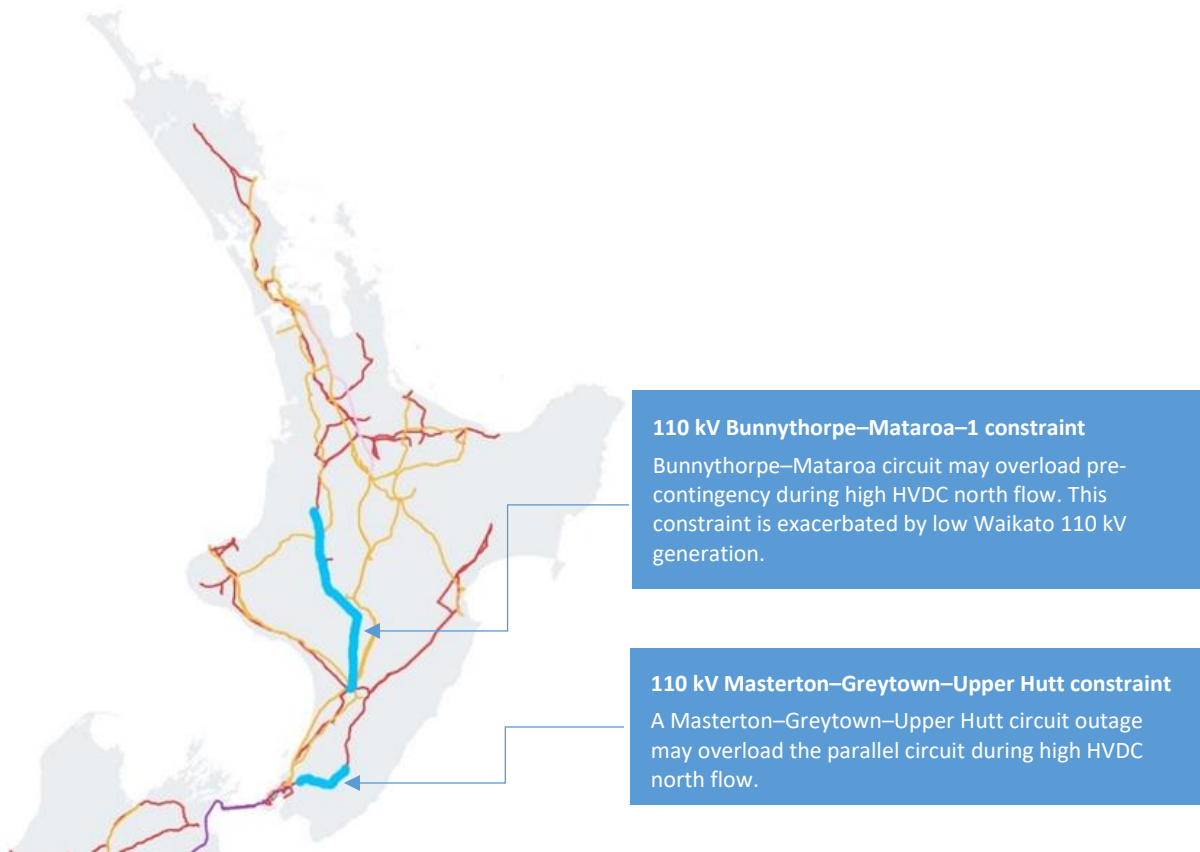 110 kV Bunnythorpe–Mataroa–1 constraint
Bunnythorpe–Mataroa circuit may overload pre-
contingency during high HVDC north flow. This
constraint is exacerbated by low Waikato 110 kV
generation.
110 kV Masterton–Greytown–Upper Hutt constraint
A Masterton–Greytown–Upper Hutt circuit outage
may overload the parallel circuit during high HVDC
north flow.